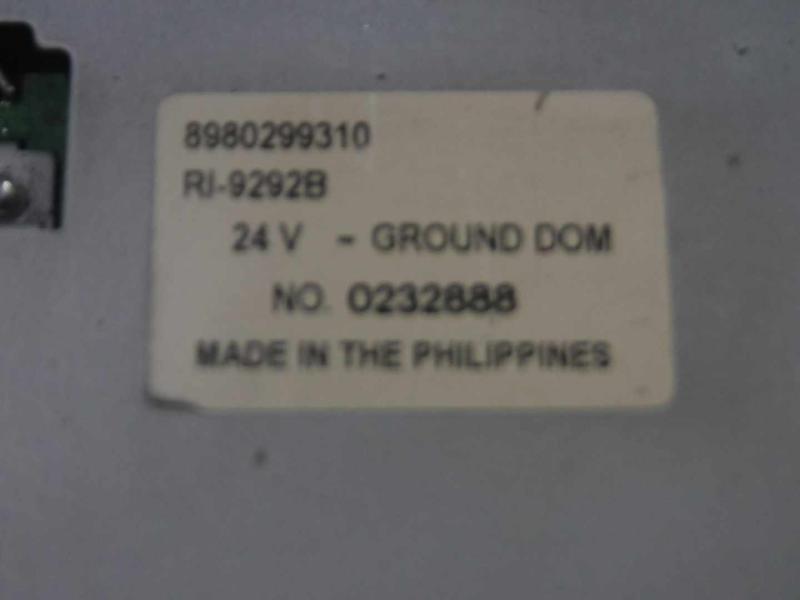 8980299310
RI-9292B
24 V - GROUND DOM
NO. 0232888
MADE IN THE PHILIPPINES